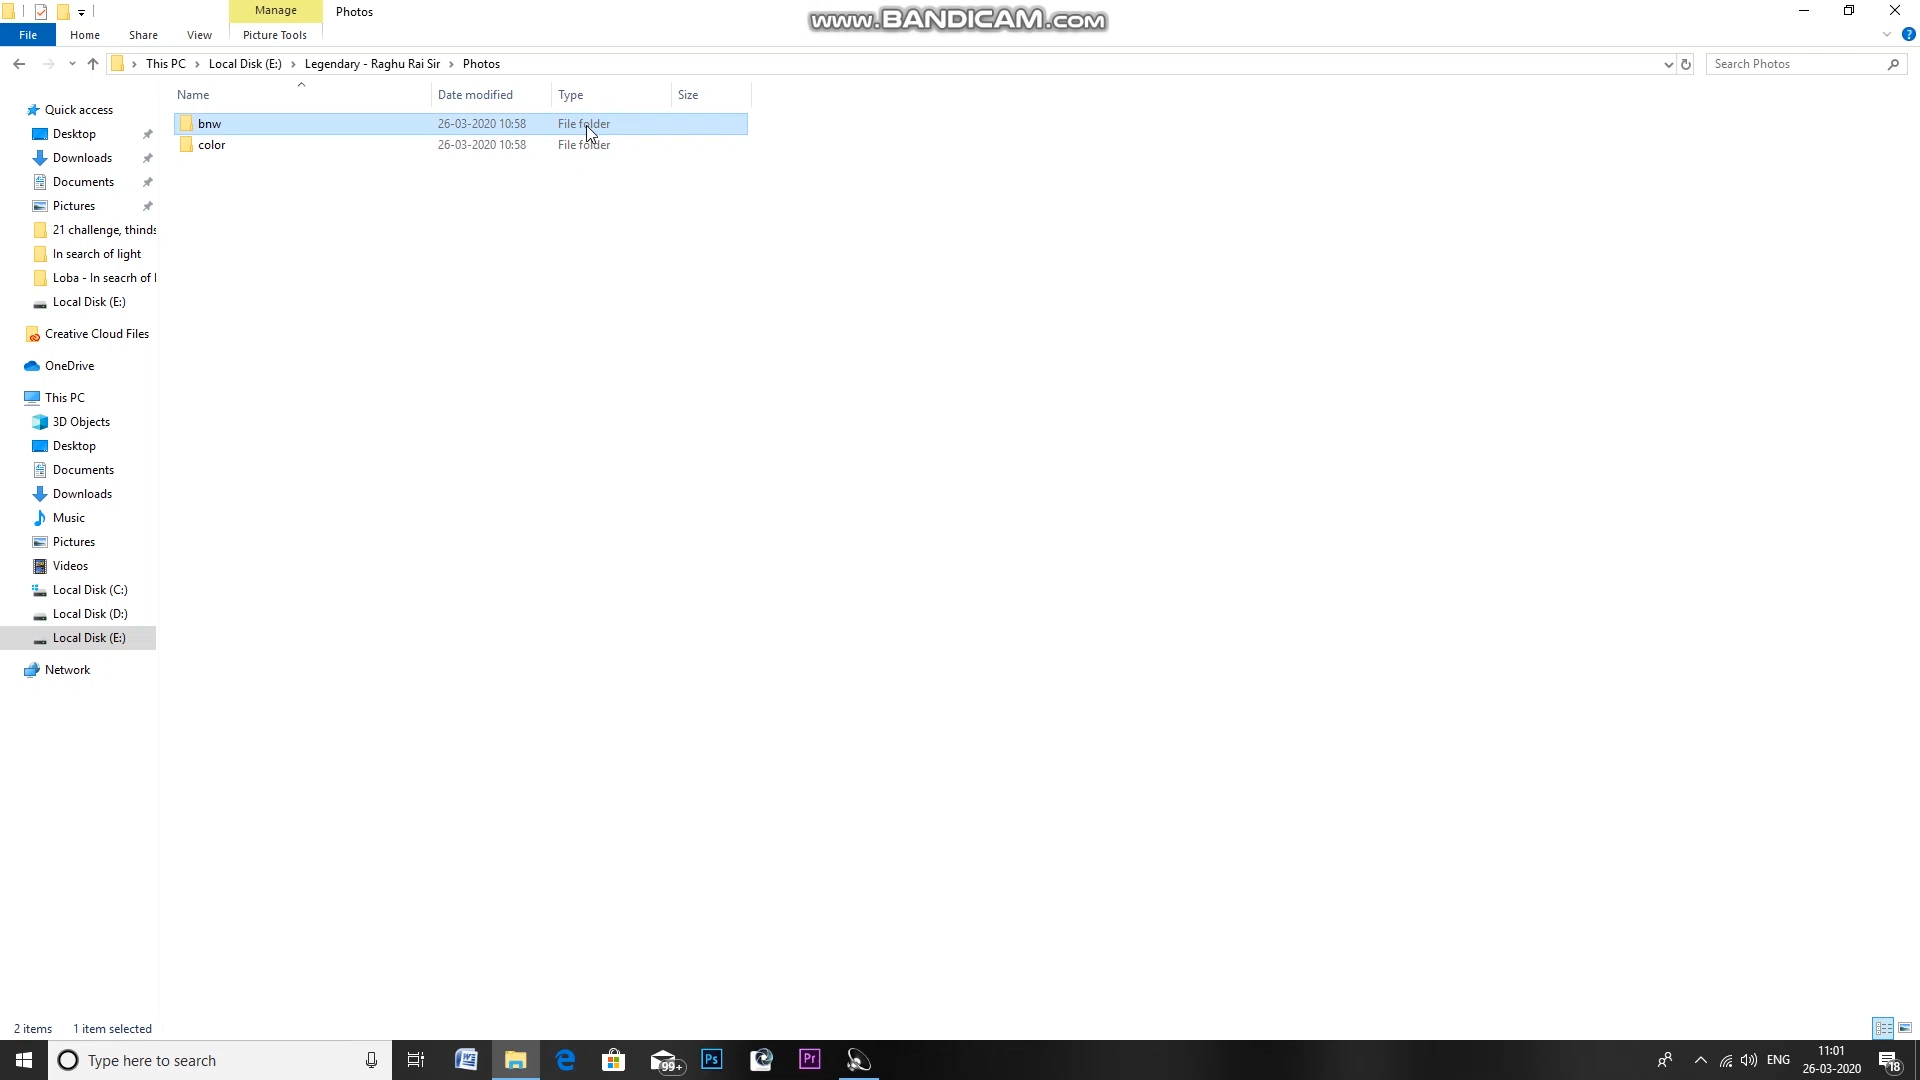 Manage
Photos
www.BANDICAM.com
File
Home
Share
View
Picture Tools
This PC
Local Disk (E:)
Legendary - Raghu Rai Sir
Photos
Search Photos
Name
Date modified
Type
Size
bnw
26-03-2020 10:58
File folder
color
26-03-2020 10:58
File folder
Quick access
Desktop
Downloads
Documents
Pictures
21 challenge, thinds
In search of light
Loba - In seacrh of l
Local Disk (E:)
Creative Cloud Files
OneDrive
This PC
3D Objects
Desktop
Documents
Downloads
Music
Pictures
Videos
Local Disk (C:)
Local Disk (D:)
Local Disk (E:)
Network
2 items
1 item selected
Type here to search
99+
Ps
Pr
ENG
11:01
26-03-2020
18